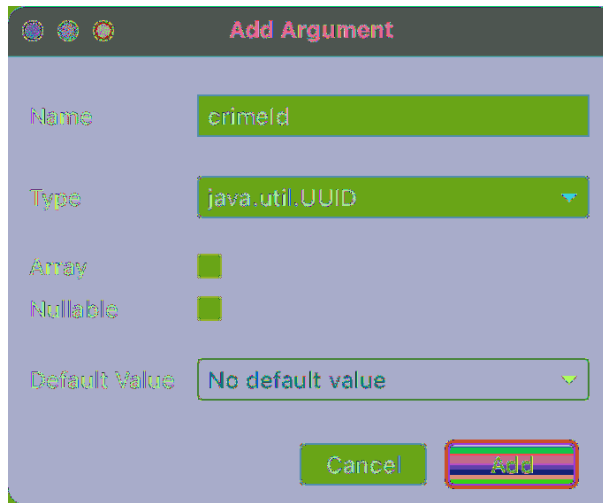 Add Argument
Name
crimeId
Type
java.util.UUID
Array
Nullable
Default Value
No default value
Cancel
Add